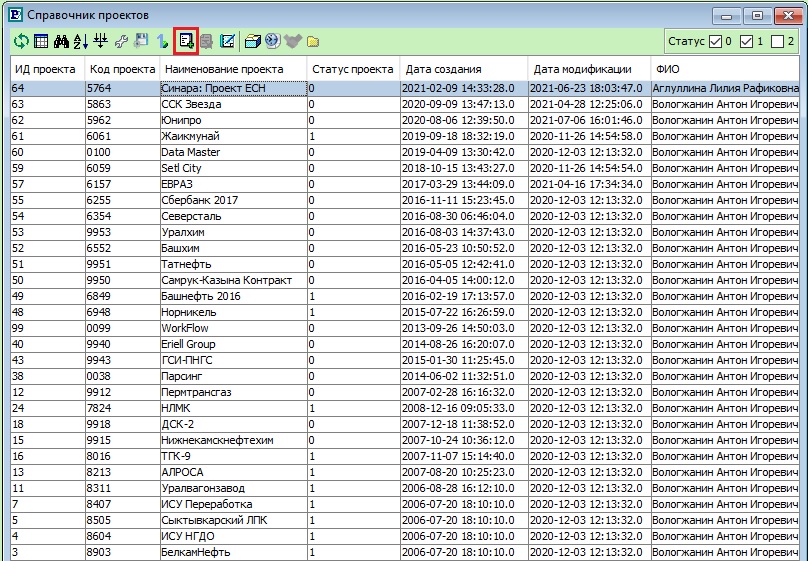 Справочник проектов
Статус 0 1 2
ИД проекта Код проекта Наименование проекта Статус проекта Дата создания Дата модификации ФИО
64 5764 Синара: Проект ЕСН 0 2021-02-09 14:33:28.0 2021-06-23 18:03:47.0 Аглуллина Лилия Рафиковна
63 5863 ССК Звезда 0 2020-09-09 13:47:13.0 2021-04-28 12:25:06.0 Вологжанин Антон Игоревич
62 5962 Юнипро 0 2020-08-06 12:39:50.0 2021-07-06 16:01:46.0 Вологжанин Антон Игоревич
61 6061 Жаикмунай 1 2019-09-18 18:32:19.0 2020-11-26 14:54:58.0 Вологжанин Антон Игоревич
60 0100 Data Master 0 2019-04-09 13:30:42.0 2020-12-03 12:13:32.0 Вологжанин Антон Игоревич
59 6059 Setl City 0 2018-10-15 13:43:27.0 2020-11-26 14:54:54.0 Вологжанин Антон Игоревич
57 6157 ЕВРАЗ 0 2017-03-29 13:44:09.0 2021-04-16 17:34:34.0 Вологжанин Антон Игоревич
55 6255 Сбербанк 2017 0 2016-11-11 15:23:45.0 2020-12-03 12:13:32.0 Вологжанин Антон Игоревич
54 6354 Северсталь 0 2016-08-30 06:46:04.0 2020-12-03 12:13:32.0 Вологжанин Антон Игоревич
53 9953 Уралхим 0 2016-08-03 14:37:43.0 2020-12-03 12:13:32.0 Вологжанин Антон Игоревич
52 6552 Башхим 0 2016-05-23 10:50:52.0 2020-12-03 12:13:32.0 Вологжанин Антон Игоревич
51 9951 Татнефть 0 2016-05-05 12:42:41.0 2020-12-03 12:13:32.0 Вологжанин Антон Игоревич
50 9950 Самрук-Казына Контракт 0 2016-04-05 14:00:12.0 2020-12-03 12:13:32.0 Вологжанин Антон Игоревич
49 6849 Башнефть 2016 1 2016-02-19 17:13:57.0 2020-12-03 12:13:32.0 Вологжанин Антон Игоревич
48 6948 Норникель 1 2015-07-22 16:26:59.0 2020-12-03 12:13:32.0 Вологжанин Антон Игоревич
99 0099 WorkFlow 0 2013-09-26 14:50:03.0 2020-12-03 12:13:32.0 Вологжанин Антон Игоревич
40 9940 Eriell Group 0 2014-08-26 16:20:07.0 2020-12-03 12:13:32.0 Вологжанин Антон Игоревич
43 9943 ГСИ-ПНГС 0 2015-01-30 11:25:45.0 2020-12-03 12:13:32.0 Вологжанин Антон Игоревич
38 0038 Парсинг 0 2014-06-02 11:32:51.0 2020-12-03 12:13:32.0 Вологжанин Антон Игоревич
12 9912 Пермтрансгаз 0 2007-02-28 16:16:32.0 2020-12-03 12:13:32.0 Вологжанин Антон Игоревич
24 7824 НЛМК 1 2008-12-16 09:05:33.0 2020-12-03 12:13:32.0 Вологжанин Антон Игоревич
18 9918 ДСК-2 0 2007-12-18 11:38:52.0 2020-12-03 12:13:32.0 Вологжанин Антон Игоревич
15 9915 Нижнекамскнефтехим 0 2007-10-24 10:36:12.0 2020-12-03 12:13:32.0 Вологжанин Антон Игоревич
16 8016 ТГК-9 1 2007-11-07 15:14:40.0 2020-12-03 12:13:32.0 Вологжанин Антон Игоревич
13 8213 АЛРОСА 1 2007-08-20 10:25:23.0 2020-12-03 12:13:32.0 Вологжанин Антон Игоревич
11 8311 Уралвагонзавод 1 2006-08-28 16:12:10.0 2020-12-03 12:13:32.0 Вологжанин Антон Игоревич
7 8407 ИСУ Переработка 1 2006-07-20 18:10:10.0 2020-12-03 12:13:32.0 Вологжанин Антон Игоревич
5 8505 Сыктывкарский ЛПК 1 2006-07-20 18:10:10.0 2020-12-03 12:13:32.0 Вологжанин Антон Игоревич
4 8604 ИСУ НГДО 1 2006-07-20 18:10:10.0 2020-12-03 12:13:32.0 Вологжанин Антон Игоревич
3 8903 БелкамНефть 1 2006-07-20 18:10:10.0 2020-12-03 12:13:32.0 Вологжанин Антон Игоревич